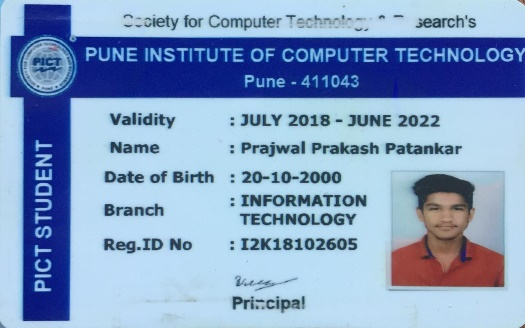 Society for Computer Technology & Research's
PICT
PUNE INSTITUTE OF COMPUTER TECHNOLOGY
Pune - 411043
PICT STUDENT
Validity : JULY 2018 - JUNE 2022
Name : Prajwal Prakash Patankar
Date of Birth : 20-10-2000
Branch : INFORMATION
TECHNOLOGY
Reg.ID No : I2K18102605
Principal